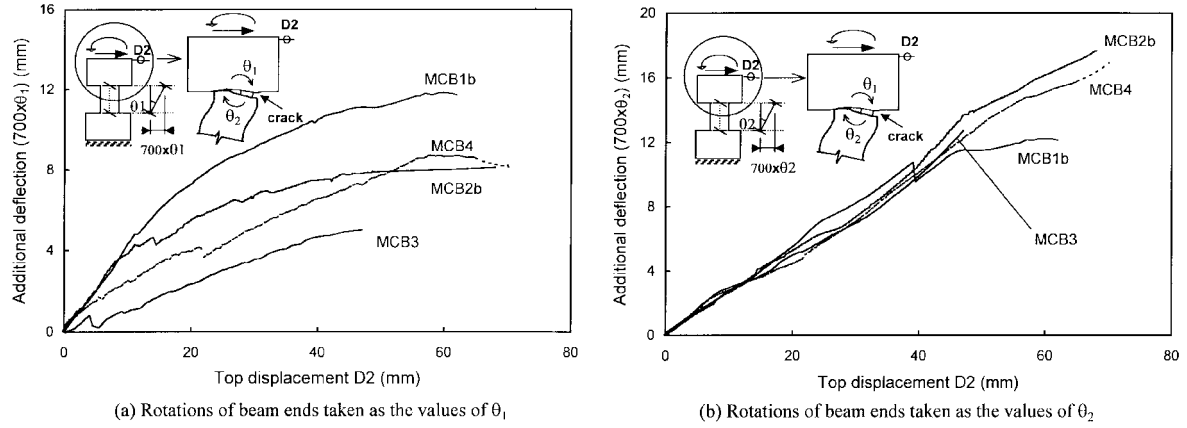 Additional deflection (700xθ1) (mm)
16
12
8
4
0
D2
D2
θ1
θ1
θ2
crack
700xθ1
MCB1b
MCB4
MCB2b
MCB3
0
20
40
60
80
Top displacement D2 (mm)
(a) Rotations of beam ends taken as the values of θ1
Additional deflection (700xθ2) (mm)
20
16
12
8
4
0
D2
D2
θ2
θ1
θ2
crack
700xθ2
MCB2b
MCB4
MCB1b
MCB3
0
20
40
60
80
Top displacement D2 (mm)
(b) Rotations of beam ends taken as the values of θ2